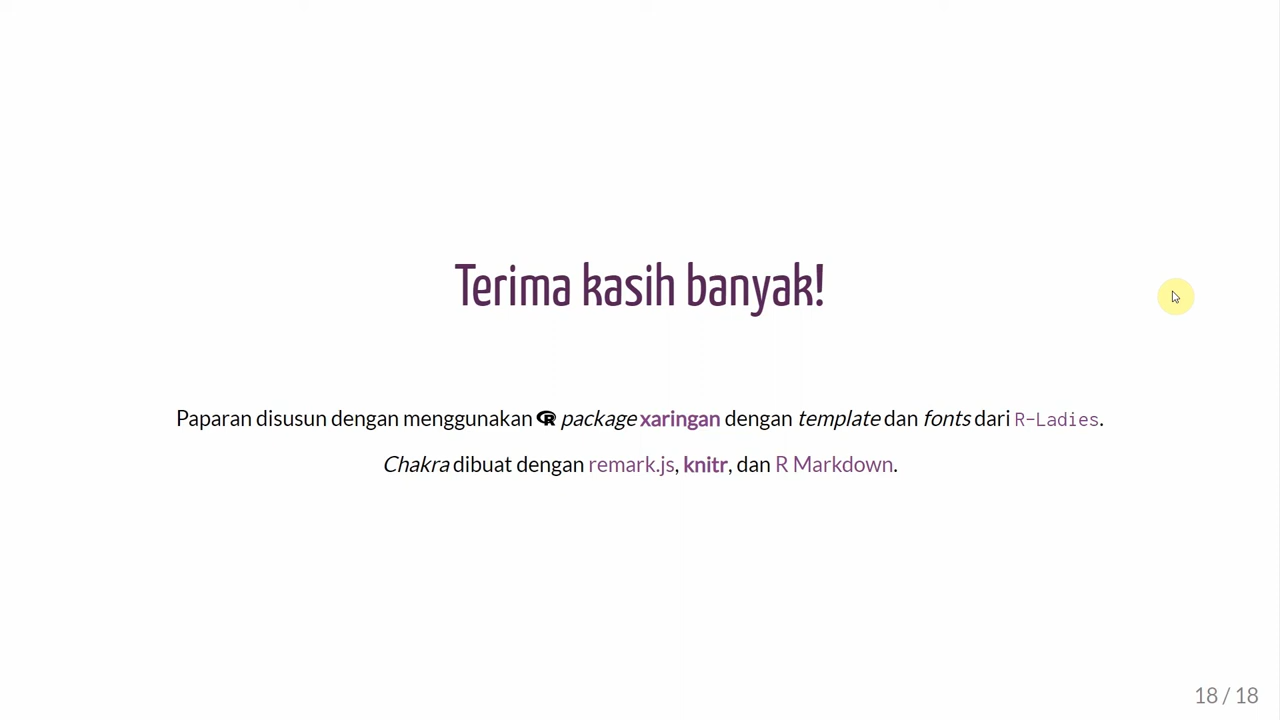 Terima kasih banyak!
Paparan disusun dengan menggunakan R package xaringan dengan template dan fonts dari R-Ladies.
Chakra dibuat dengan remark.js, knitr, dan R Markdown.
18 / 18